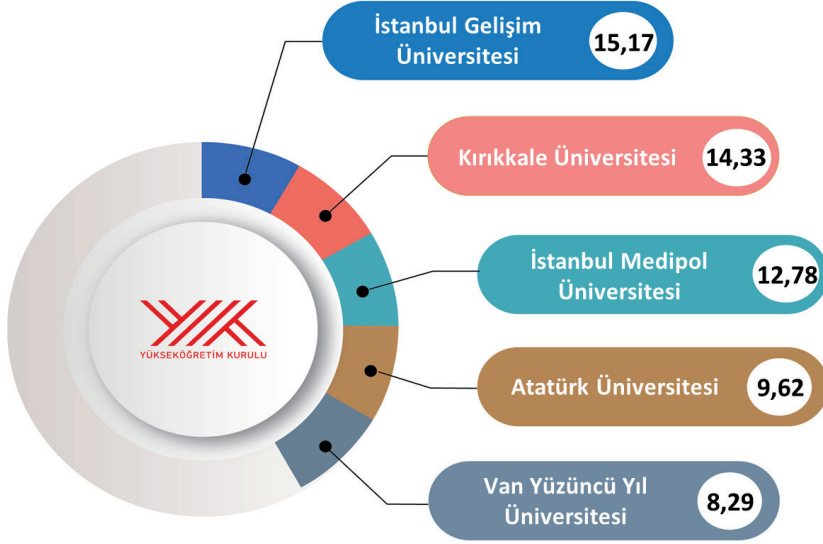 İstanbul Gelişim
Üniversitesi
15,17
Kırıkkale Üniversitesi
14,33
İstanbul Medipol
Üniversitesi
12,78
YÜKSEKÖĞRETİM KURULU
Atatürk Üniversitesi
9,62
Van Yüzüncü Yıl
Üniversitesi
8,29